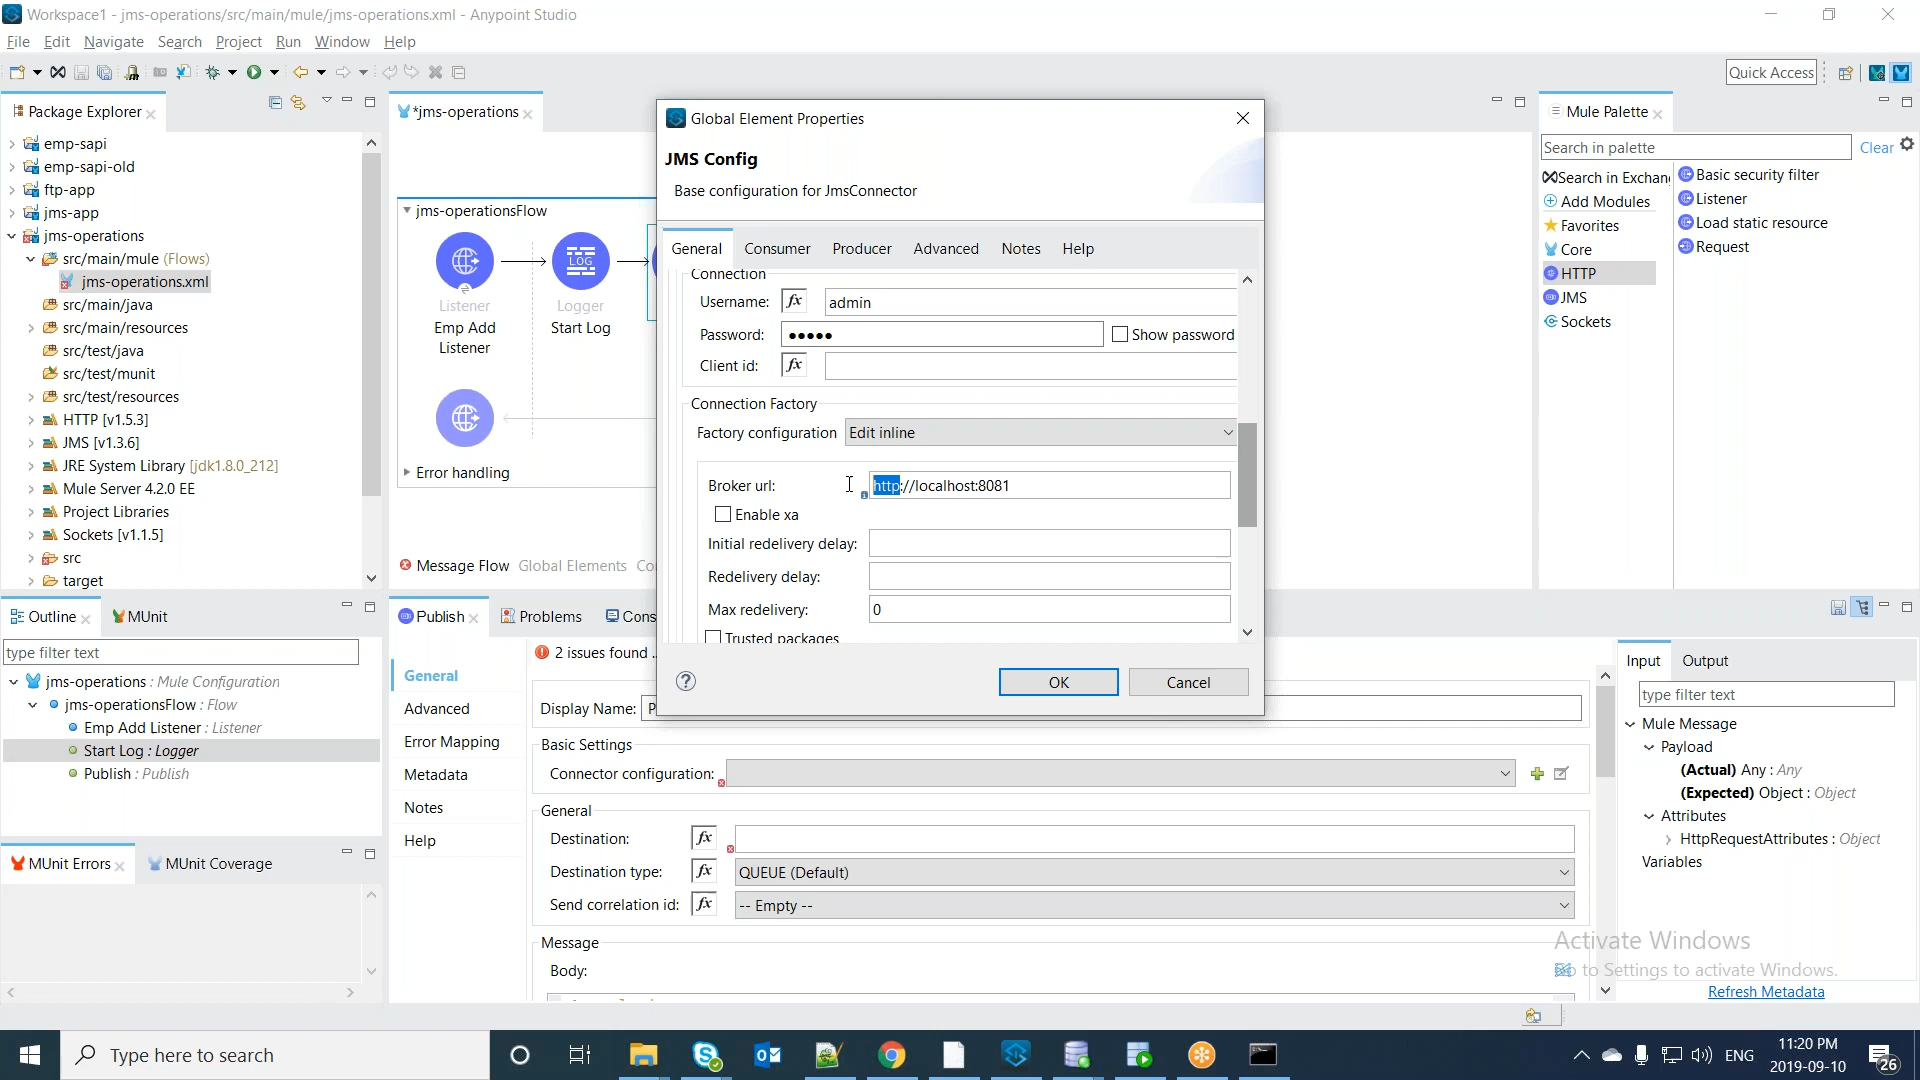 Workspace1 - jms-operations/src/main/mule/jms-operations.xml - Anypoint Studio
File Edit Navigate Search Project Run Window Help
Quick Access
Package Explorer
emp-sapi
emp-sapi-old
ftp-app
jms-app
jms-operations
src/main/mule (Flows)
jms-operations.xml
src/main/java
src/main/resources
src/test/java
src/test/munit
src/test/resources
HTTP [v1.5.3]
JMS [v1.3.6]
JRE System Library [jdk1.8.0_212]
Mule Server 4.2.0 EE
Project Libraries
Sockets [v1.1.5]
src
target
*jms-operations
jms-operationsFlow
LOG
Listener
Emp Add
Listener
Logger
Start Log
Error handling
Message Flow Global Elements
Global Element Properties
JMS Config
Base configuration for JmsConnector
General Consumer Producer Advanced Notes Help
Connection
Username: fx admin
Password: ●●●●● Show password
Client id: fx
Connection Factory
Factory configuration Edit inline
Broker url: http://localhost:8081
Enable xa
Initial redelivery delay:
Redelivery delay:
Max redelivery: 0
Trusted packages
? OK Cancel
Mule Palette
Search in palette Clear
Search in Exchan
Add Modules
Favorites
Core
HTTP
JMS
Sockets
Basic security filter
Listener
Load static resource
Request
Outline MUnit
type filter text
jms-operations : Mule Configuration
jms-operationsFlow : Flow
Emp Add Listener : Listener
Start Log : Logger
Publish : Publish
MUnit Errors MUnit Coverage
Publish Problems Cons
2 issues found ..
General
Advanced
Error Mapping
Metadata
Notes
Help
Display Name: P
Basic Settings
Connector configuration:
General
Destination: fx
Destination type: fx QUEUE (Default)
Send correlation id: fx -- Empty --
Message
Body:
Input Output
type filter text
Mule Message
Payload
(Actual) Any : Any
(Expected) Object : Object
Attributes
HttpRequestAttributes : Object
Variables
Activate Windows
to Settings to activate Windows.
Refresh Metadata
Type here to search
ENG
11:20 PM
2019-09-10
26